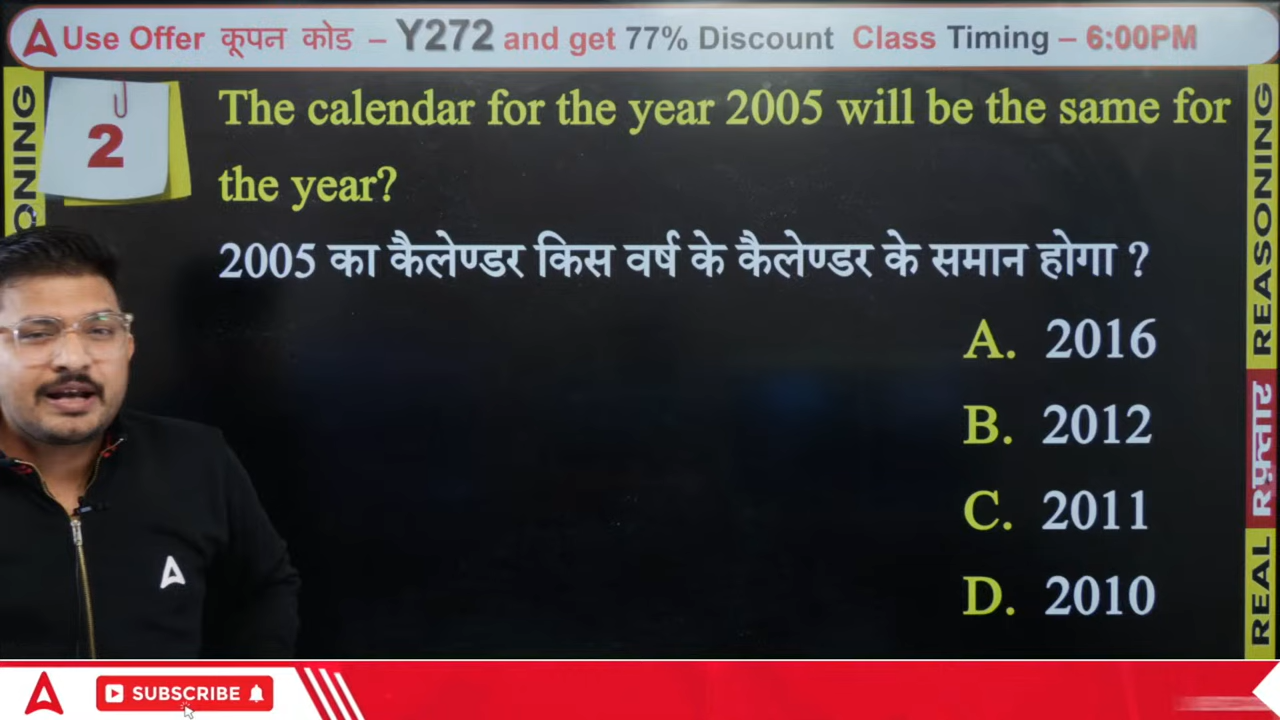 Use Offer कूपन कोड – Y272 and get 77% Discount Class Timing – 6:00PM
2
The calendar for the year 2005 will be the same for
the year?
2005 का कैलेण्डर किस वर्ष के कैलेण्डर के समान होगा ?
A. 2016
B. 2012
C. 2011
D. 2010
ONING
REAL रफ़्तार REASONING
SUBSCRIBE